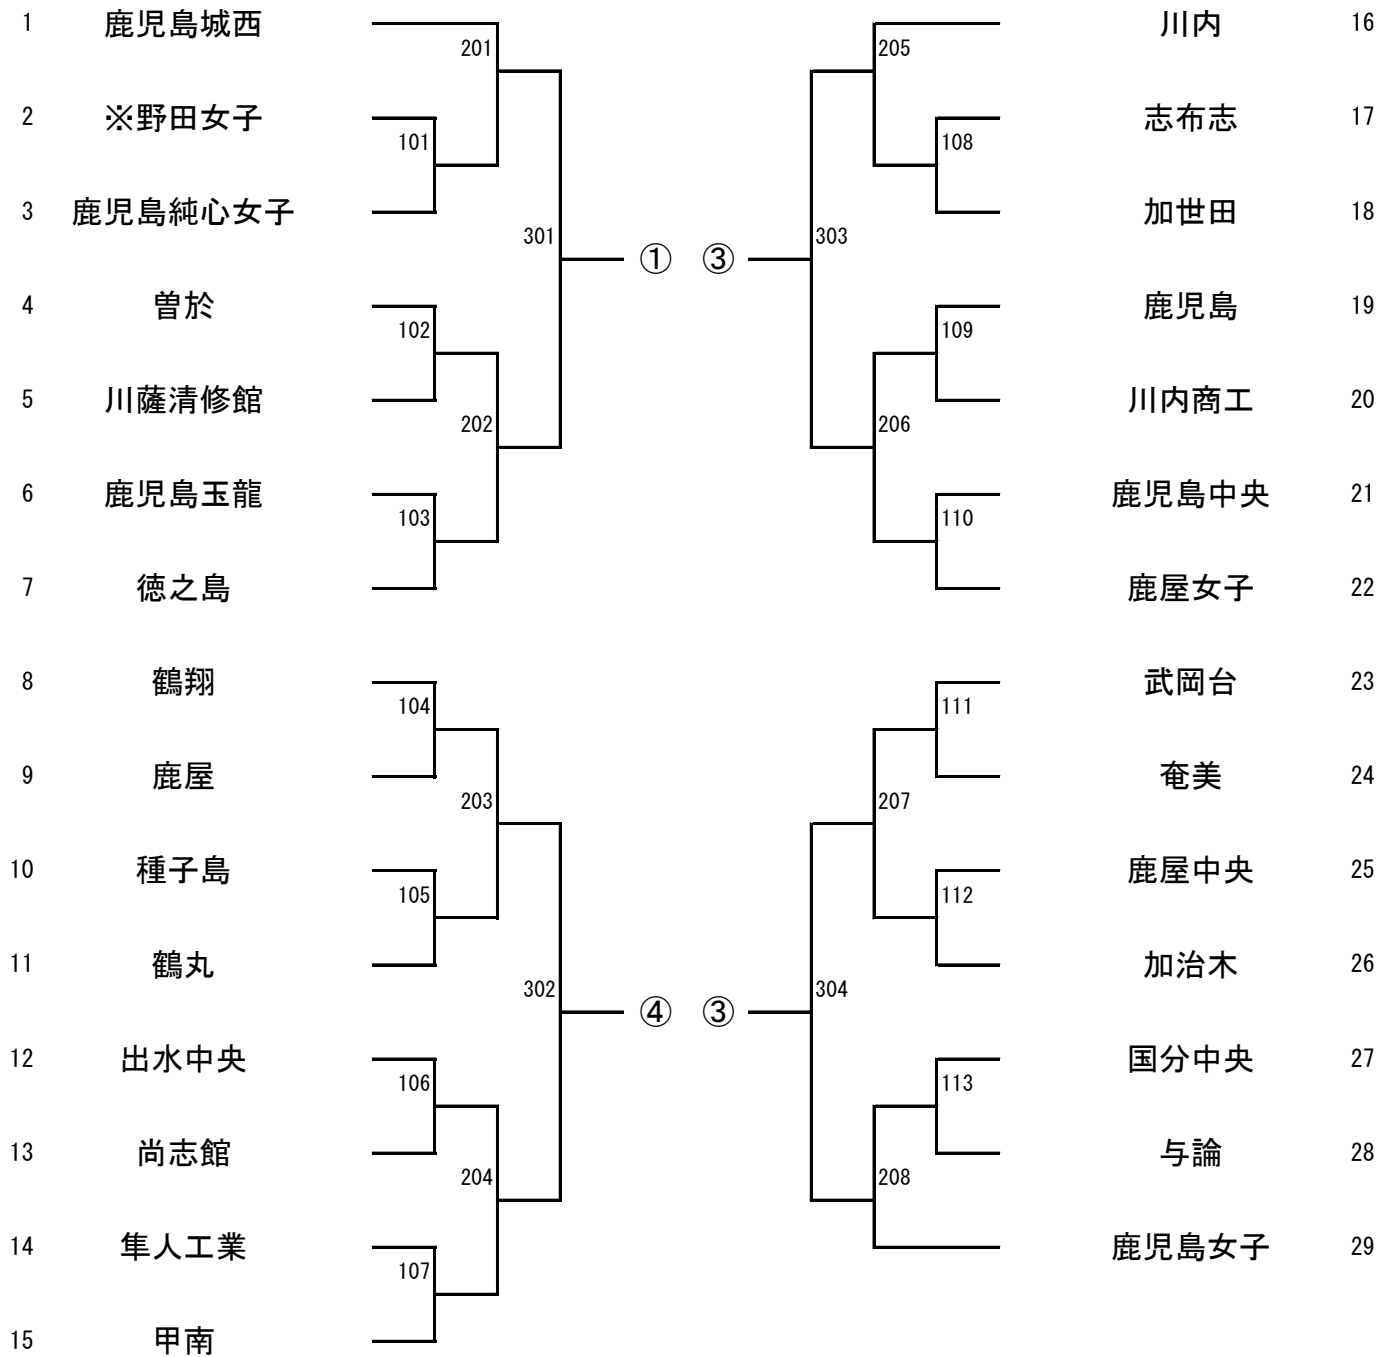 1 鹿児島城西 201 205 川内 16
2 ※野田女子 101 108 志布志 17
3 鹿児島純心女子 加世田 18
301 ① ③ 303
4 曽於 102 109 鹿児島 19
5 川薩清修館 202 206 川内商工 20
6 鹿児島玉龍 103 110 鹿児島中央 21
7 徳之島 鹿屋女子 22
8 鶴翔 104 111 武岡台 23
9 鹿屋 203 207 奄美 24
10 種子島 105 112 鹿屋中央 25
11 鶴丸 加治木 26
302 ④ ③ 304
12 出水中央 106 113 国分中央 27
13 尚志館 204 208 与論 28
14 隼人工業 107 鹿児島女子 29
15 甲南